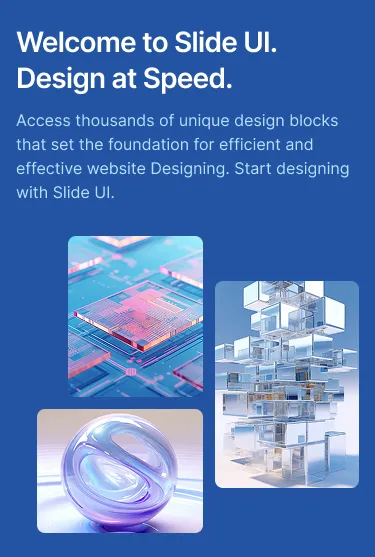 Welcome to Slide UI.
Design at Speed.
Access thousands of unique design blocks
that set the foundation for efficient and
effective website Designing. Start designing
with Slide UI.